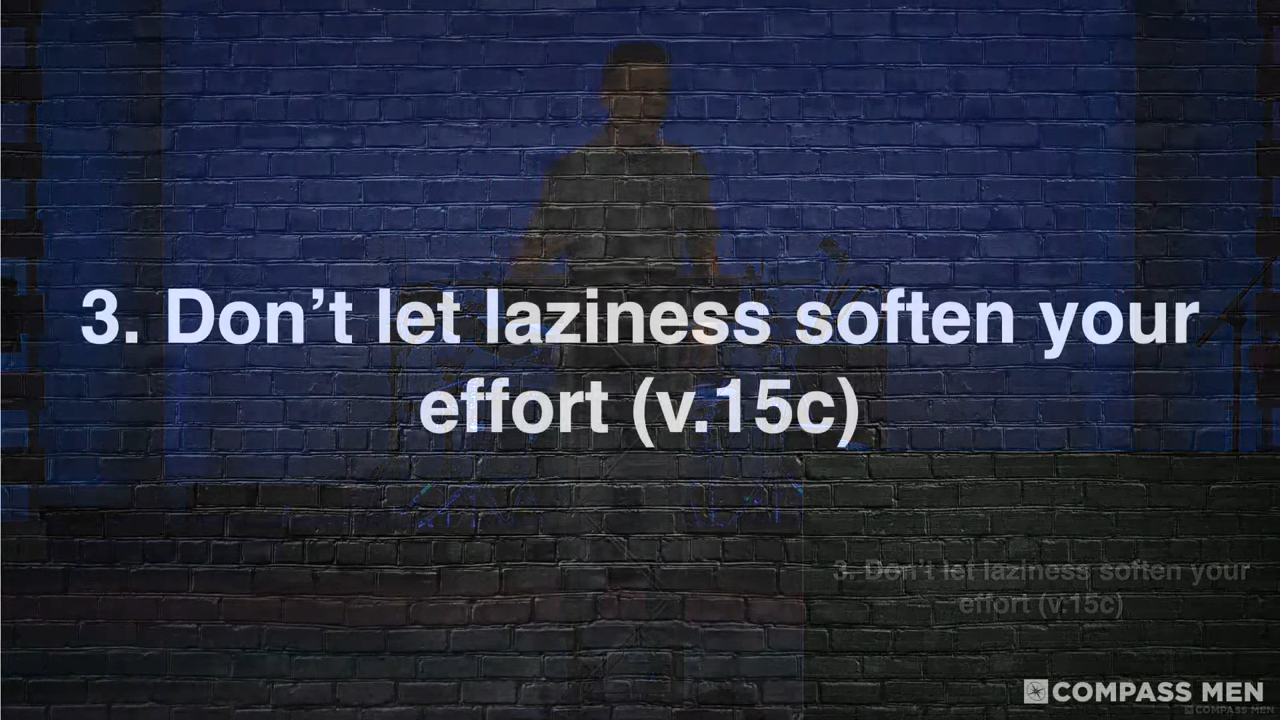 3. Don’t let laziness soften your
effort (v.15c)
3. Don’t let laziness soften your
effort (v.15c)
COMPASS MEN
COMPASS MEN